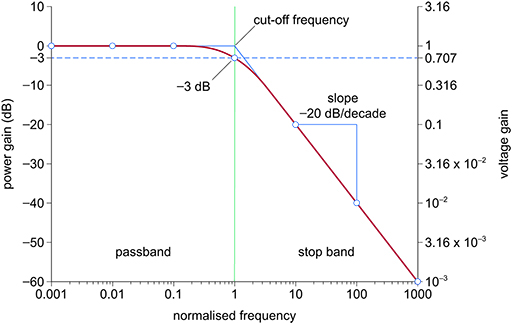 10
3.16
cut-off frequency
0
1
−3
0.707
−10
0.316
−3 dB
slope
−20 dB/decade
−20
0.1
power gain (dB)
voltage gain
−30
3.16 x 10−2
−40
10−2
passband
stop band
−50
3.16 x 10−3
−60
10−3
0.001
0.01
0.1
1
10
100
1000
normalised frequency